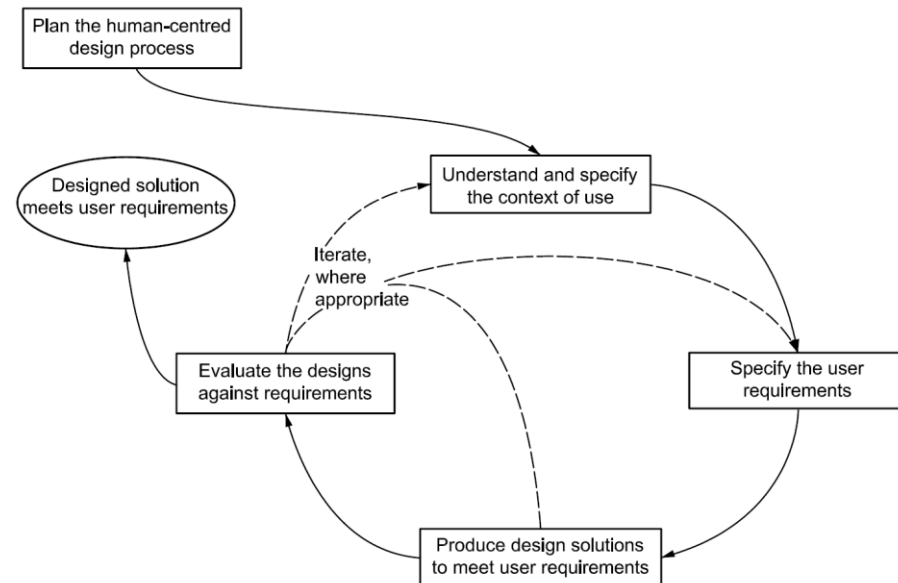 Plan the human-centred
design process
Understand and specify
the context of use
Designed solution
meets user requirements
Iterate,
where
appropriate
Evaluate the designs
against requirements
Specify the user
requirements
Produce design solutions
to meet user requirements